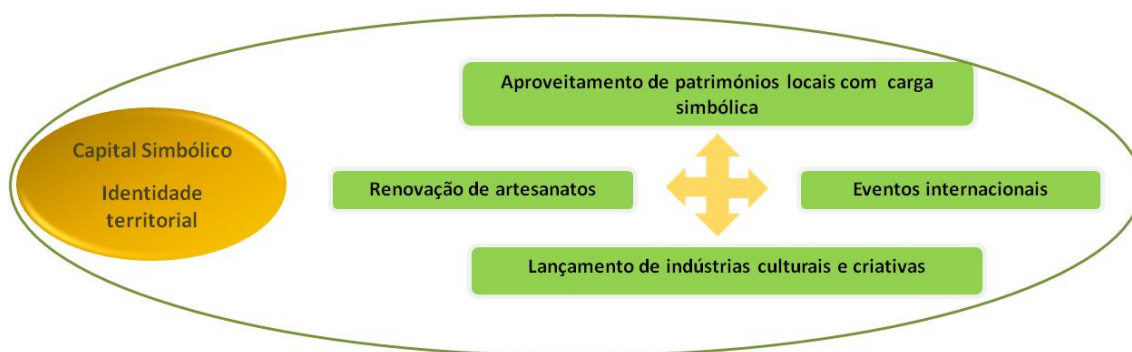 Aproveitamento de patrimónios locais com carga
simbólica
Capital Simbólico
Identidade
territorial
Renovação de artesanatos
Eventos internacionais
Lançamento de indústrias culturais e criativas